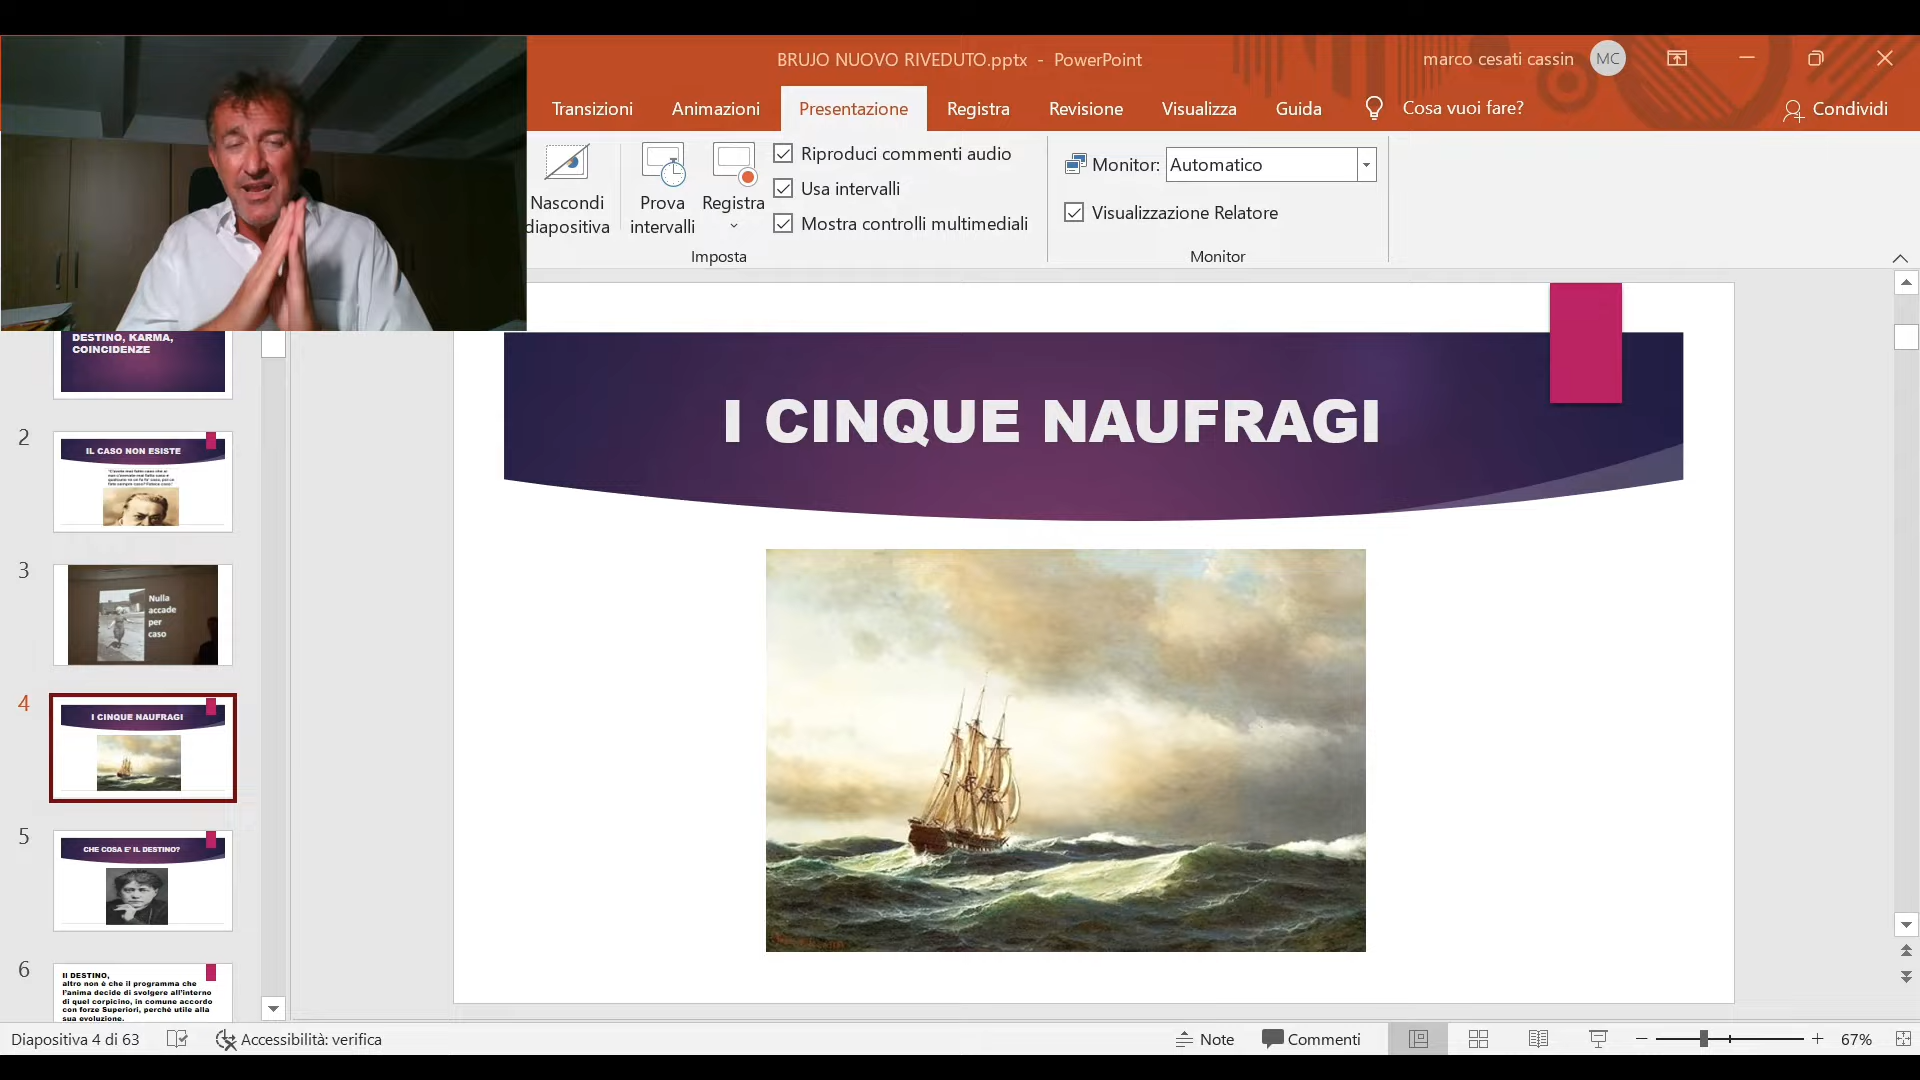 BRUJO NUOVO RIVEDUTO.pptx - PowerPoint
marco cesati cassin
MC
Transizioni
Animazioni
Presentazione
Registra
Revisione
Visualizza
Guida
Cosa vuoi fare?
Condividi
Nascondi
diapositiva
Prova
intervalli
Registra
Riproduci commenti audio
Usa intervalli
Mostra controlli multimediali
Imposta
Monitor: Automatico
Visualizzazione Relatore
Monitor
DESTINO, KARMA,
COINCIDENZE
2
IL CASO NON ESISTE
3
Nulla
accade
per
caso
4
I CINQUE NAUFRAGI
5
CHE COSA E' IL DESTINO?
6
Il DESTINO,
altro non è che il programma che
l'anima decide di svolgere all'interno
di quel corpicino, in comune accordo
con forze Superiori, perché utile alla
sua evoluzione.
I CINQUE NAUFRAGI
Diapositiva 4 di 63
Accessibilità: verifica
Note
Commenti
67%